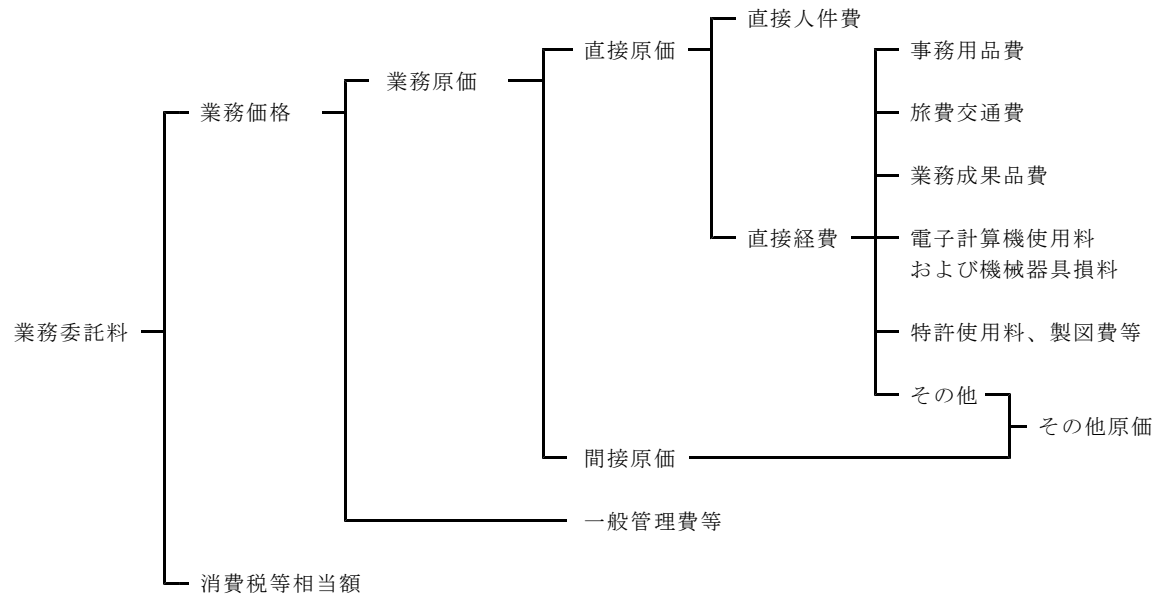 直接人件費
直接原価
事務用品費
業務原価
業務価格
旅費交通費
業務成果品費
直接経費
電子計算機使用料
および機械器具損料
業務委託料
特許使用料、製図費等
その他
その他原価
間接原価
一般管理費等
消費税等相当額